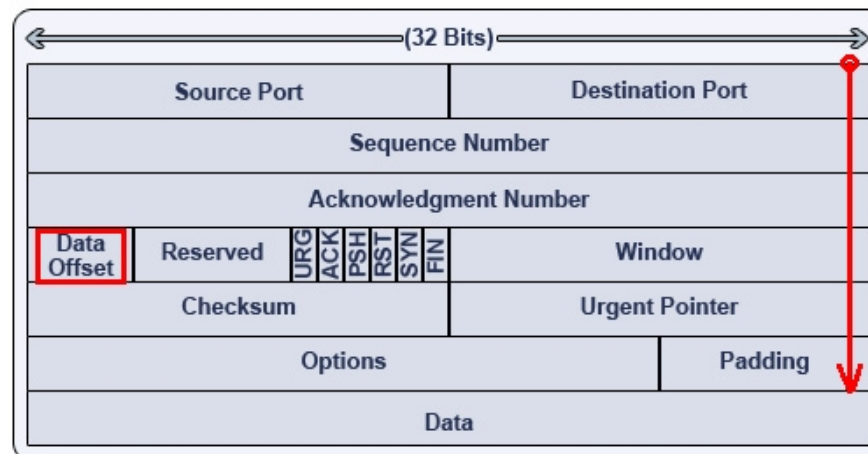 (32 Bits)
Source Port Destination Port
Sequence Number
Acknowledgment Number
Data Offset Reserved URG ACK PSH RST SYN FIN Window
Checksum Urgent Pointer
Options Padding
Data